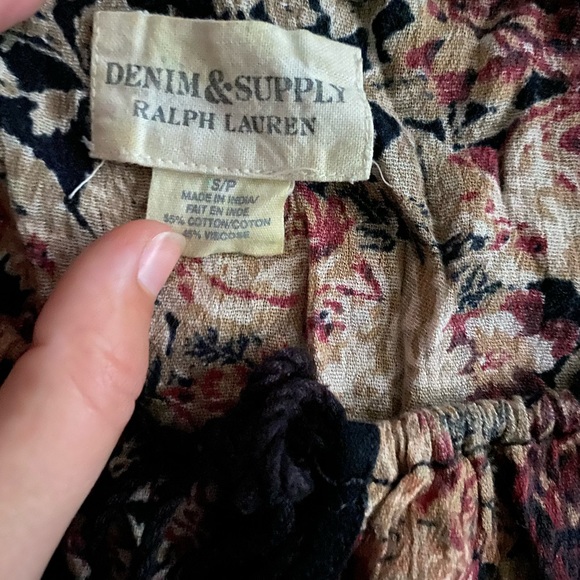 DENIM & SUPPLY
RALPH LAUREN
S/P
MADE IN INDIA/
FAIT EN INDE
55% COTTON/COTON
45% VISCOSE